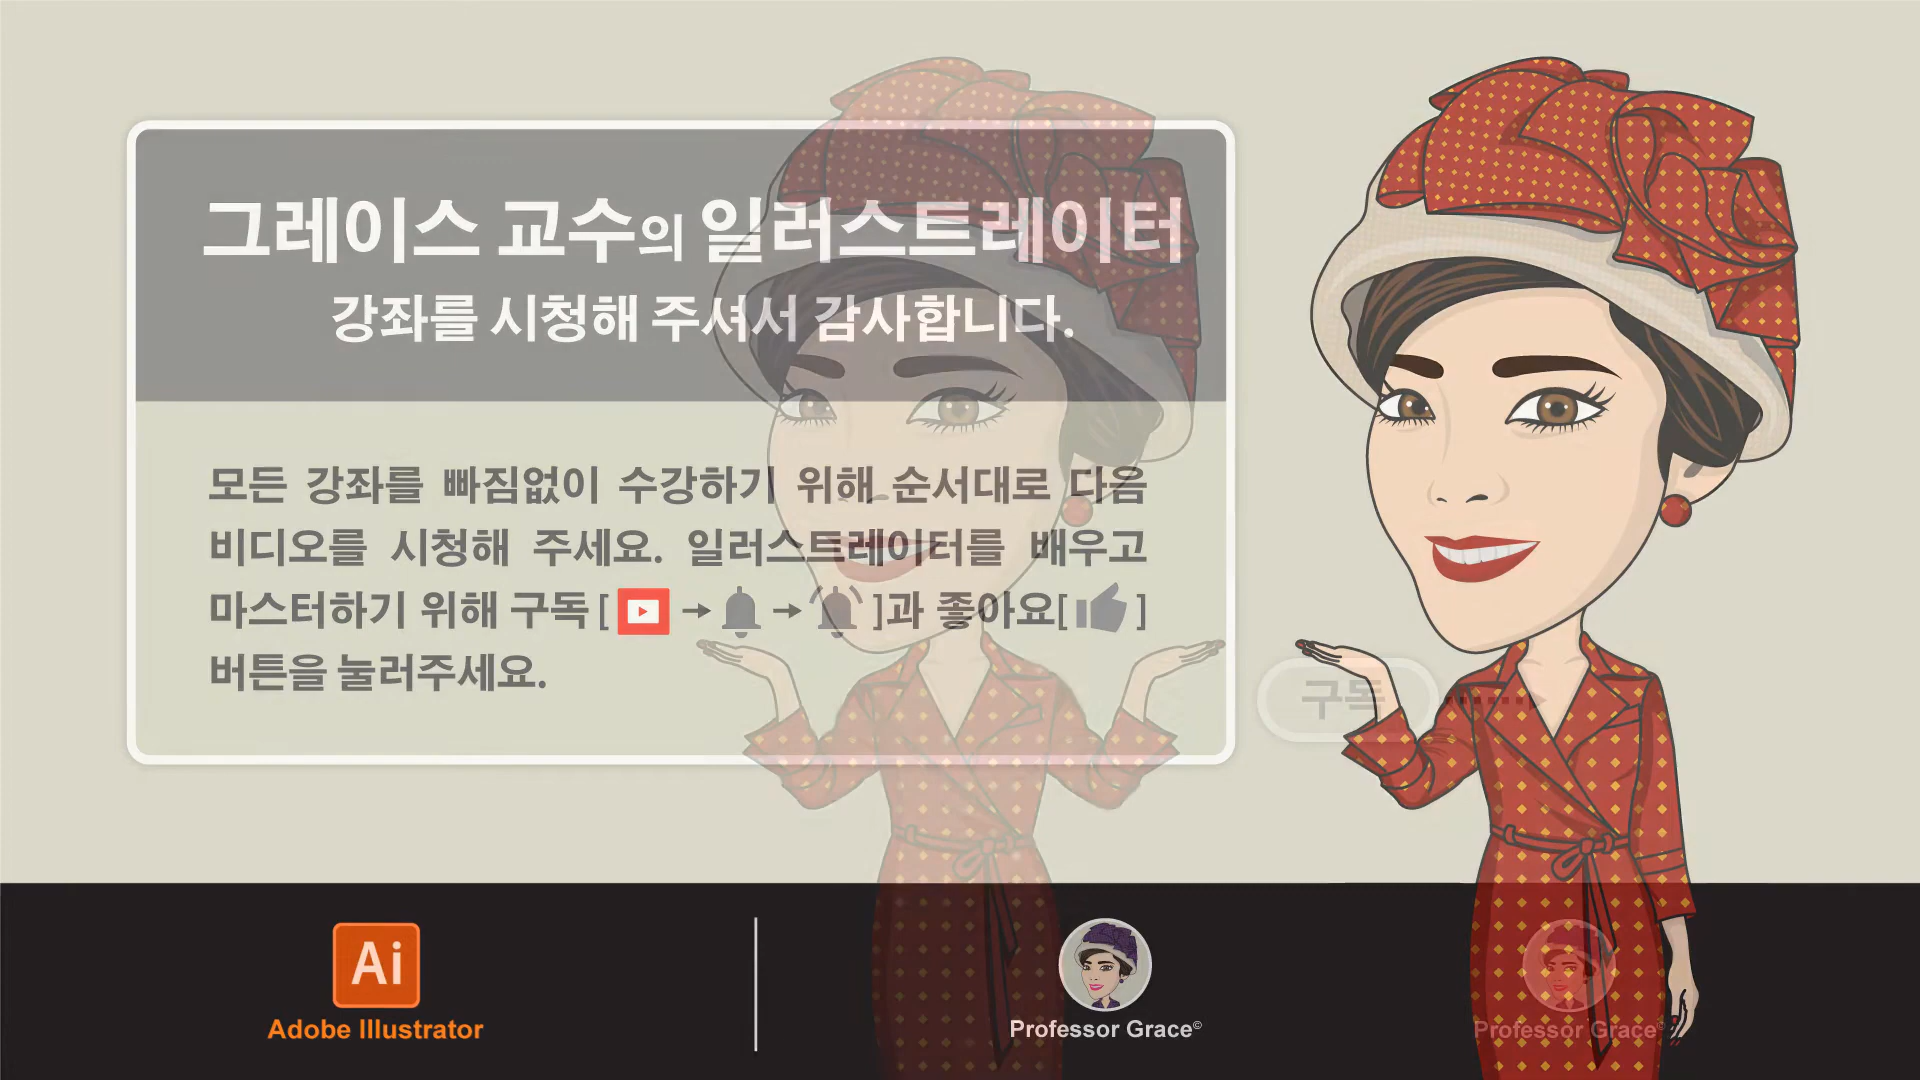 그레이스 교수의 일러스트레이터
강좌를 시청해 주셔서 감사합니다.
모든 강좌를 빠짐없이 수강하기 위해 순서대로 다음
비디오를 시청해 주세요. 일러스트레이터를 배우고
마스터하기 위해 구독 [ → → ]과 좋아요[ ]
버튼을 눌러주세요.
구독
Ai
Adobe Illustrator
Professor Grace©
Professor Grace©